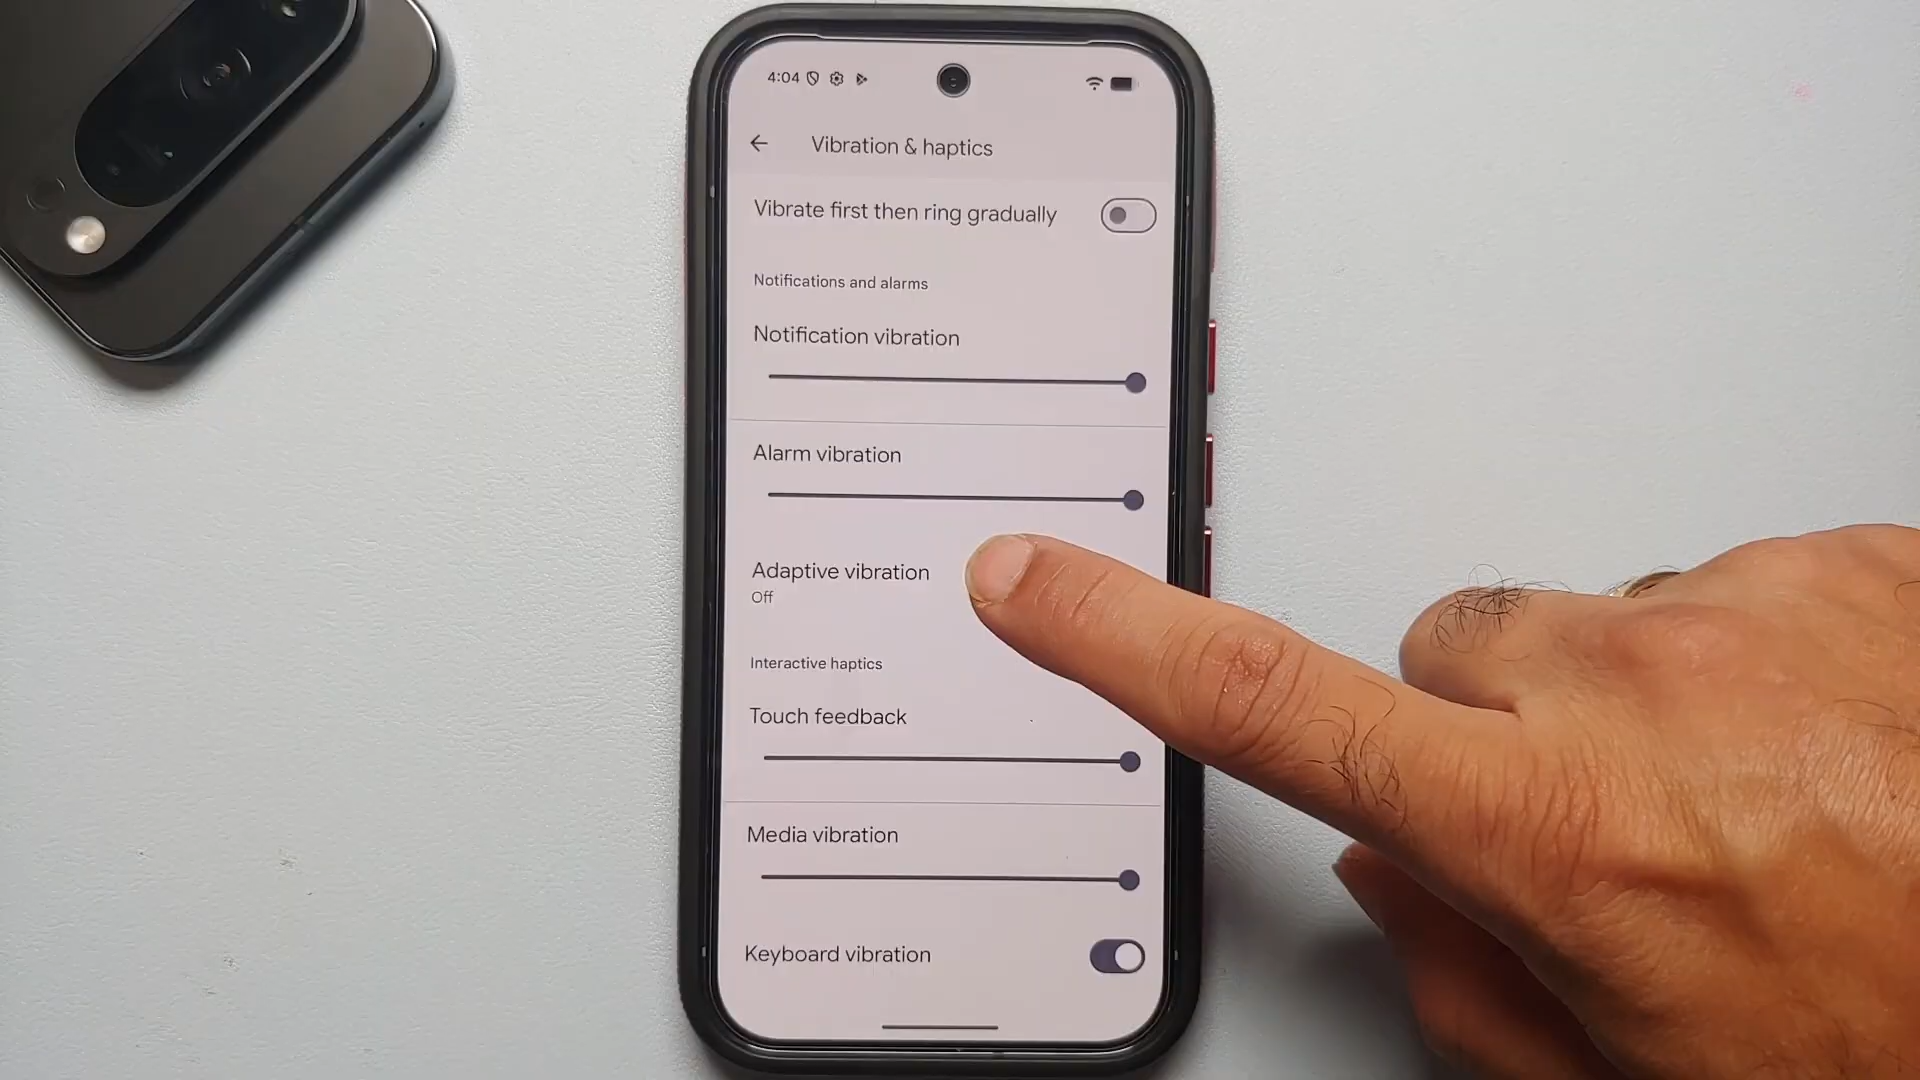 4:04
Vibration & haptics
Vibrate first then ring gradually
Notifications and alarms
Notification vibration
Alarm vibration
Adaptive vibration
Off
Interactive haptics
Touch feedback
Media vibration
Keyboard vibration